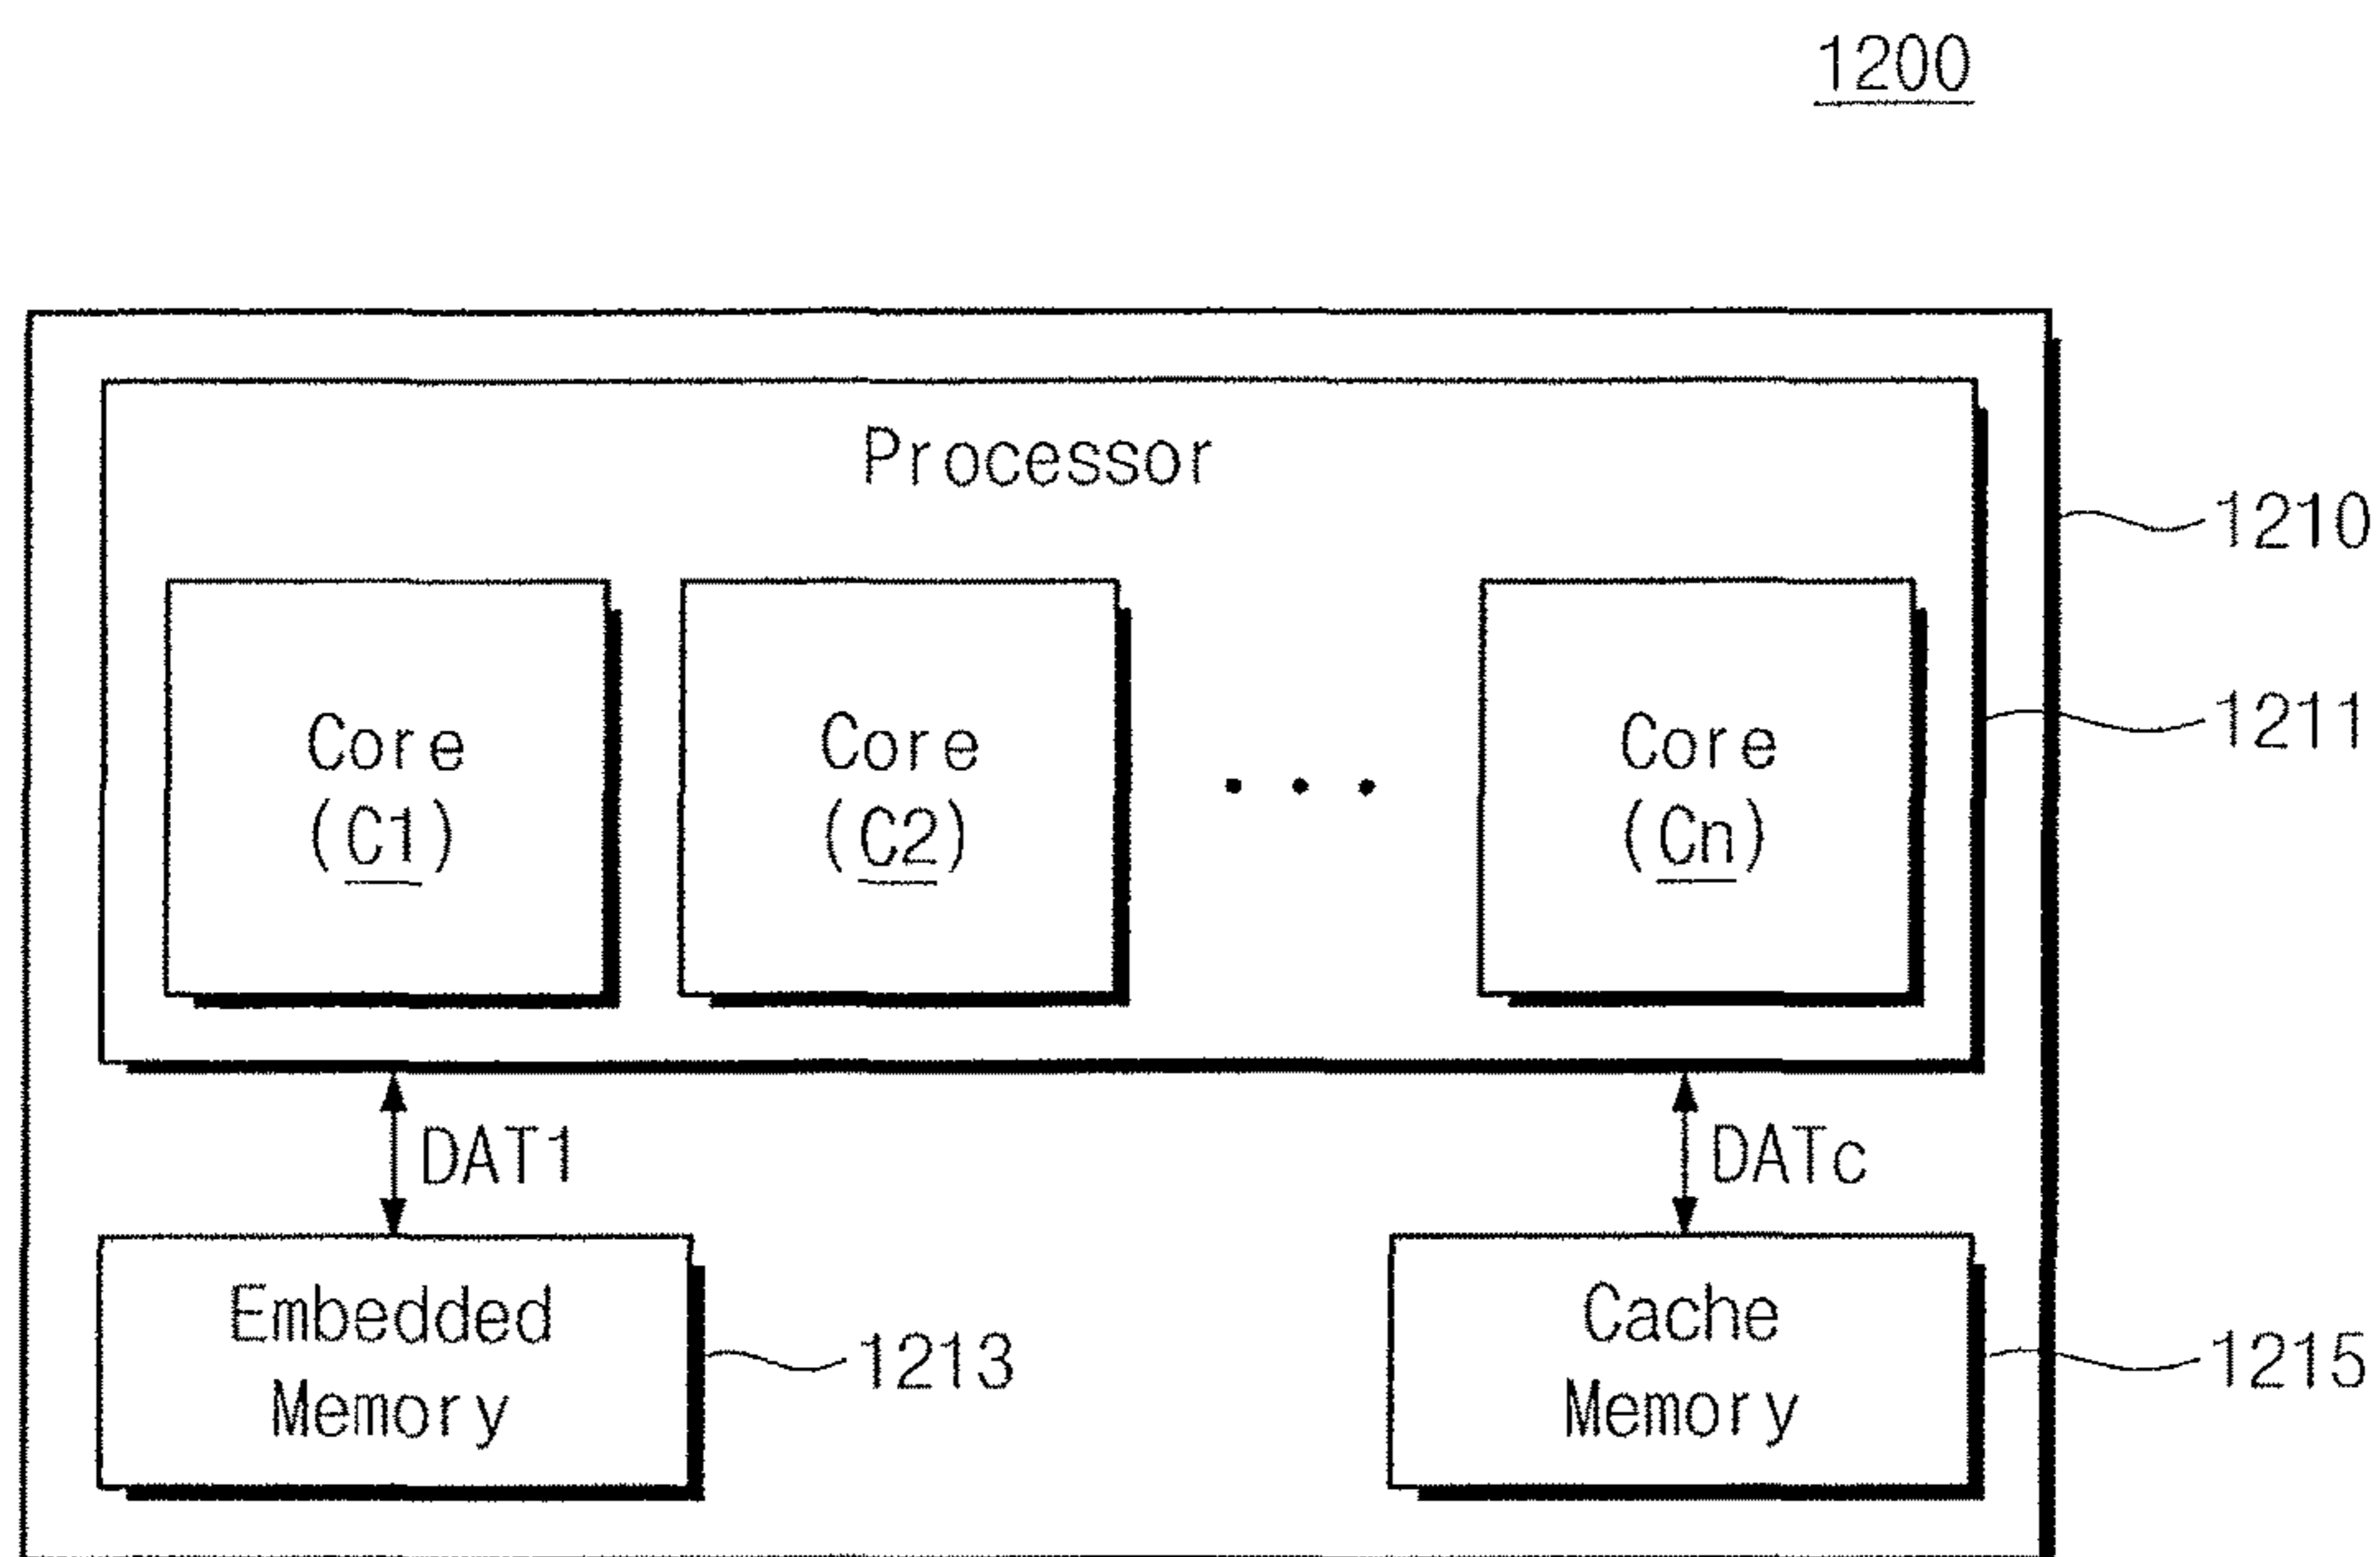 1200
Processor
1210
1211
Core
(C1)
Core
(C2)
. . .
Core
(Cn)
DAT1
DATc
Embedded
Memory
1213
Cache
Memory
1215